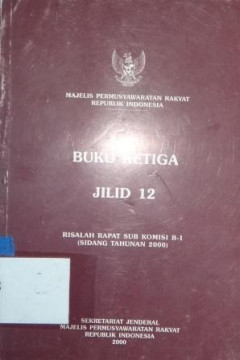 MAJELIS PERMUSYAWARATAN RAKYAT
REPUBLIK INDONESIA
BUKU KETIGA
JILID 12
RISALAH RAPAT SUB KOMISI B-1
(SIDANG TAHUNAN 2000)
SEKRETARIAT JENDERAL
MAJELIS PERMUSYAWARATAN RAKYAT
REPUBLIK INDONESIA
2000